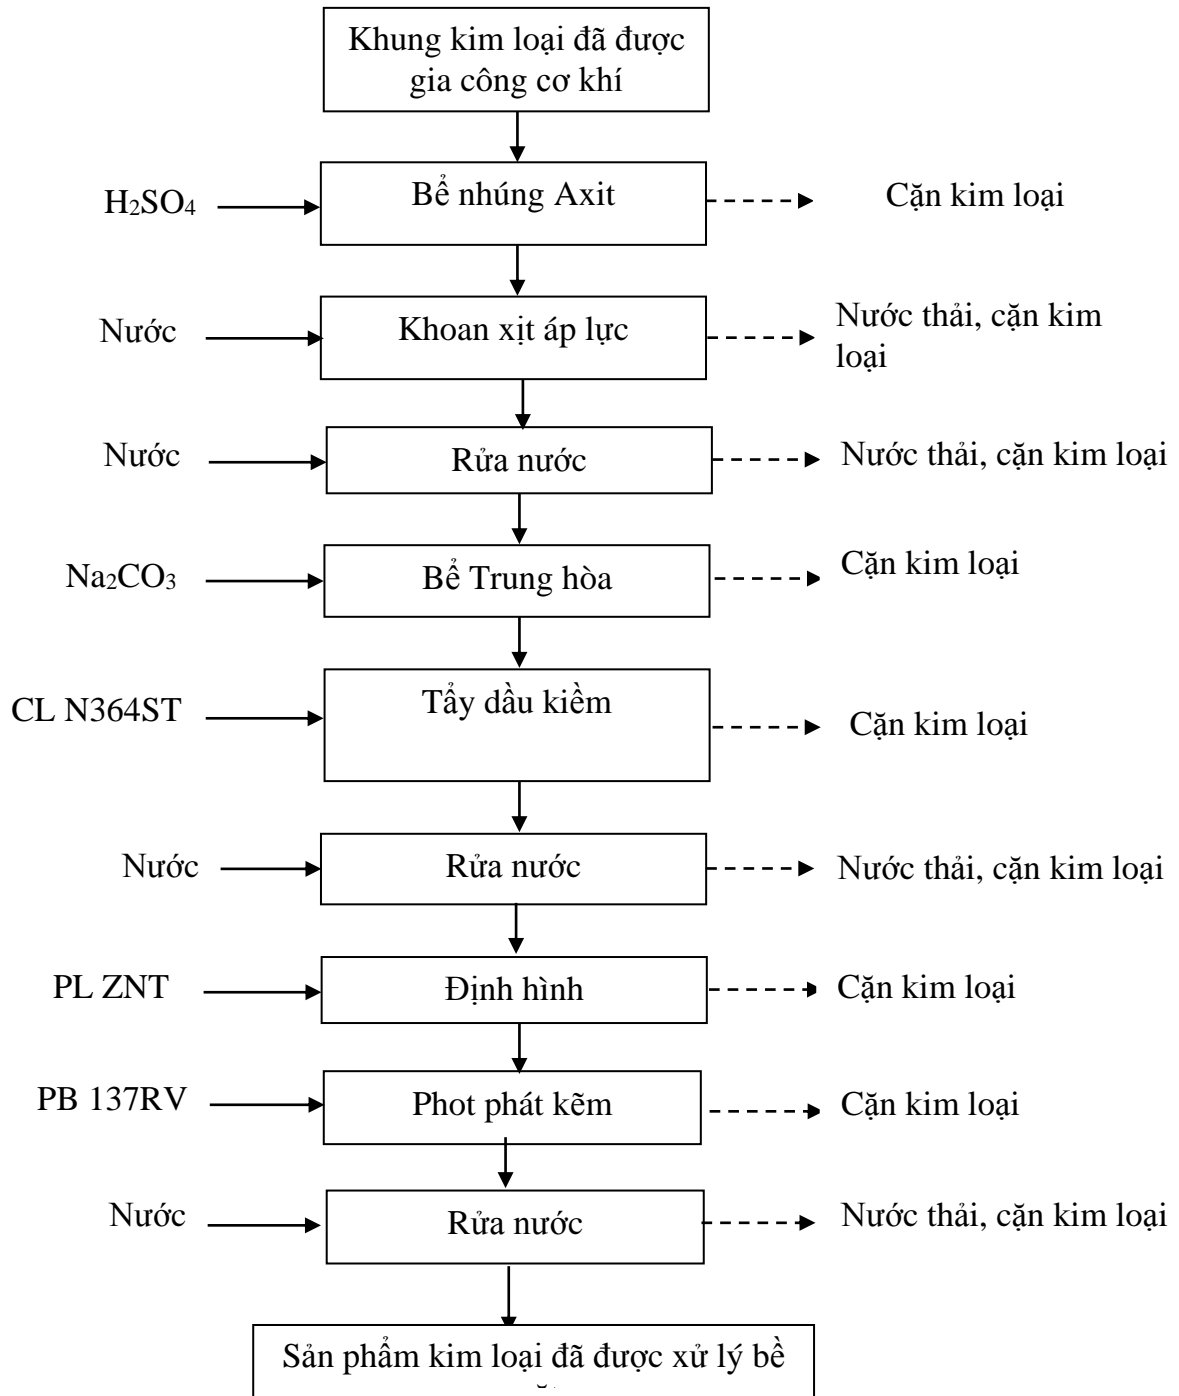 Khung kim loại đã được
gia công cơ khí
H2SO4
Bể nhúng Axit
Cặn kim loại
Nước
Khoan xịt áp lực
Nước thải, cặn kim
loại
Nước
Rửa nước
Nước thải, cặn kim loại
Na2CO3
Bể Trung hòa
Cặn kim loại
CL N364ST
Tẩy dầu kiềm
Cặn kim loại
Nước
Rửa nước
Nước thải, cặn kim loại
PL ZNT
Định hình
Cặn kim loại
PB 137RV
Phot phát kẽm
Cặn kim loại
Nước
Rửa nước
Nước thải, cặn kim loại
Sản phẩm kim loại đã được xử lý bề